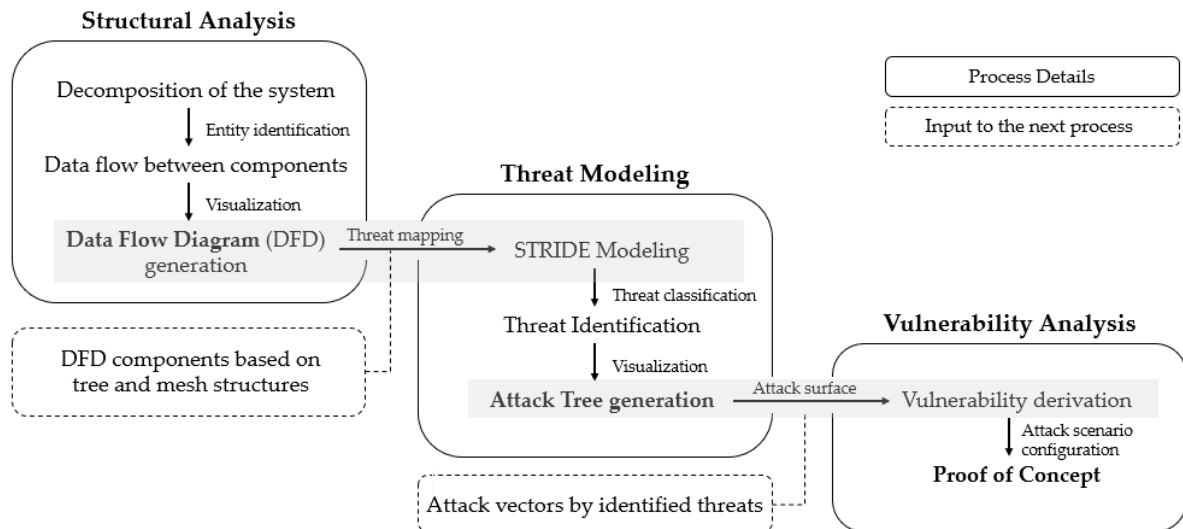 Structural Analysis
Decomposition of the system
Entity identification
Data flow between components
Visualization
Data Flow Diagram (DFD)
generation
Threat mapping
DFD components based on
tree and mesh structures
Threat Modeling
STRIDE Modeling
Threat classification
Threat Identification
Visualization
Attack Tree generation
Attack surface
Attack vectors by identified threats
Process Details
Input to the next process
Vulnerability Analysis
Vulnerability derivation
Attack scenario
configuration
Proof of Concept